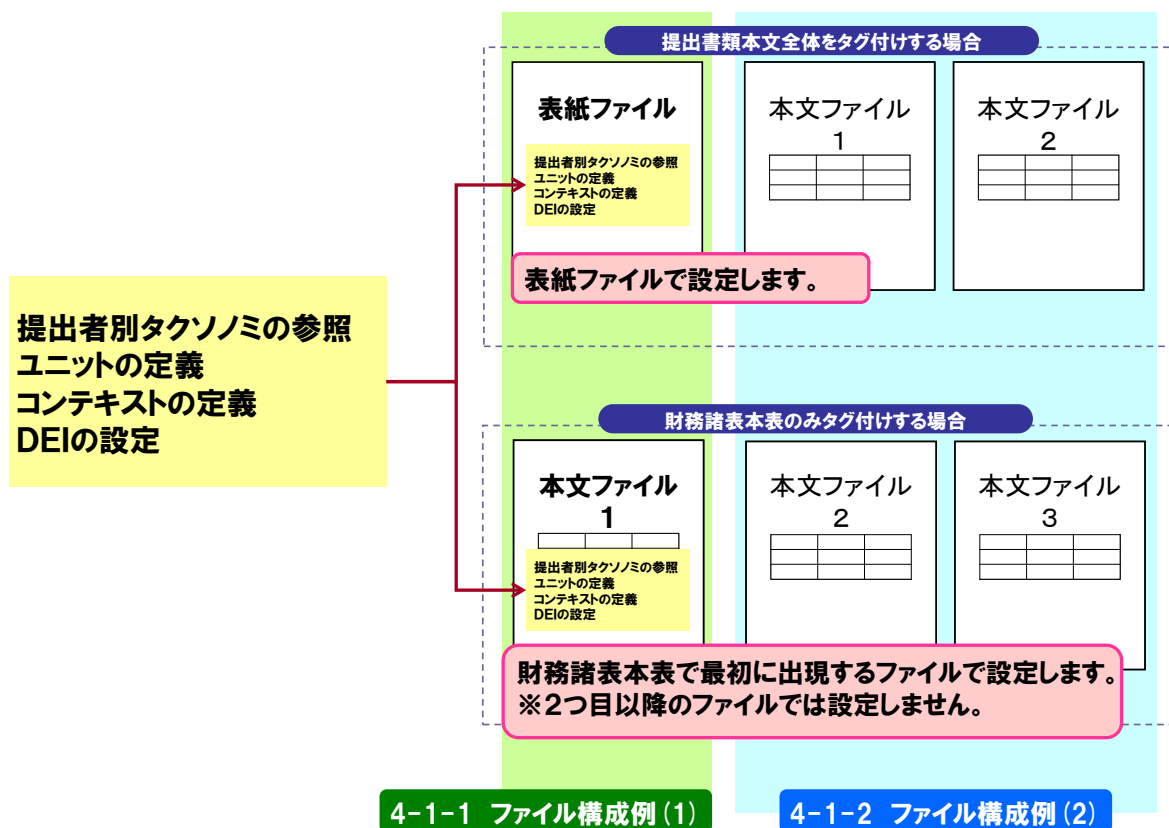 提出書類本文全体をタグ付けする場合
表紙ファイル
提出者別タクソノミの参照
ユニットの定義
コンテキストの定義
DEIの設定
本文ファイル
1
本文ファイル
2
表紙ファイルで設定します。
提出者別タクソノミの参照
ユニットの定義
コンテキストの定義
DEIの設定
財務諸表本表のみタグ付けする場合
本文ファイル
1
提出者別タクソノミの参照
ユニットの定義
コンテキストの定義
DEIの設定
本文ファイル
2
本文ファイル
3
財務諸表本表で最初に出現するファイルで設定します。
※2つ目以降のファイルでは設定しません。
4-1-1 ファイル構成例(1)
4-1-2 ファイル構成例(2)